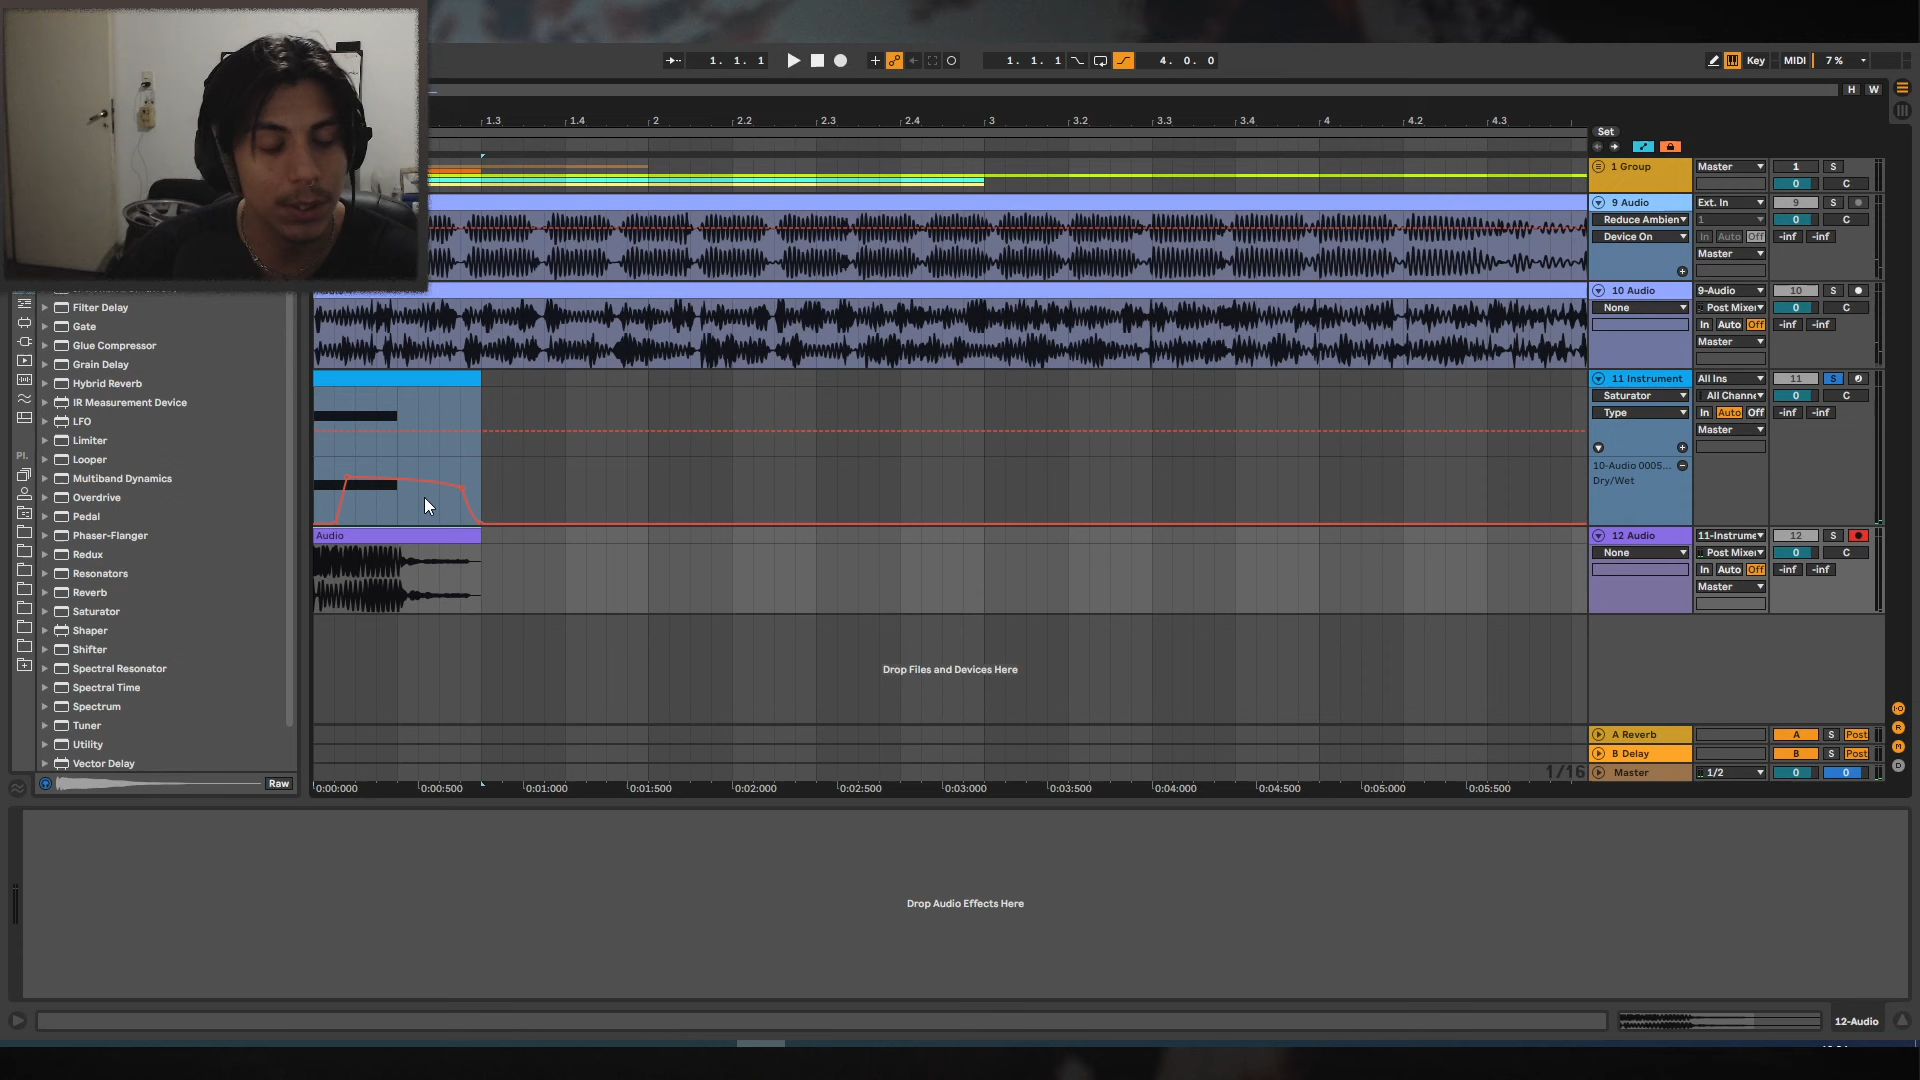 1. 1. 1
1. 1. 1
4. 0. 0
Key
MIDI
7 %
H
W
1.3
1.4
2
2.2
2.3
2.4
3
3.2
3.3
3.4
4
4.2
4.3
Set
1 Group
Master
1
S
0
C
9 Audio
Ext. In
9
Reduce Ambien
1
0
C
Device On
In
Auto
Off
-inf
-inf
Master
10 Audio
9-Audio
10
None
Post Mixer
0
C
In
Auto
Off
-inf
-inf
Master
11 Instrument
All Ins
11
S
Saturator
All Channe
0
C
Type
In
Auto
Off
-inf
-inf
Master
10-Audio 0005...
Dry/Wet
Audio
12 Audio
11-Instrume
12
S
None
Post Mixer
0
C
In
Auto
Off
-inf
-inf
Master
Filter Delay
Gate
Glue Compressor
Grain Delay
Hybrid Reverb
IR Measurement Device
LFO
Limiter
Looper
Pl.
Multiband Dynamics
Overdrive
Pedal
Phaser-Flanger
Redux
Resonators
Reverb
Saturator
Shaper
Shifter
Spectral Resonator
Spectral Time
Spectrum
Tuner
Utility
Vector Delay
Raw
Drop Files and Devices Here
A Reverb
A
S
Post
B Delay
B
S
Post
1/16
Master
1/2
0
0
0:00:000
0:00:500
0:01:000
0:01:500
0:02:000
0:02:500
0:03:000
0:03:500
0:04:000
0:04:500
0:05:000
0:05:500
R
M
D
Drop Audio Effects Here
12-Audio